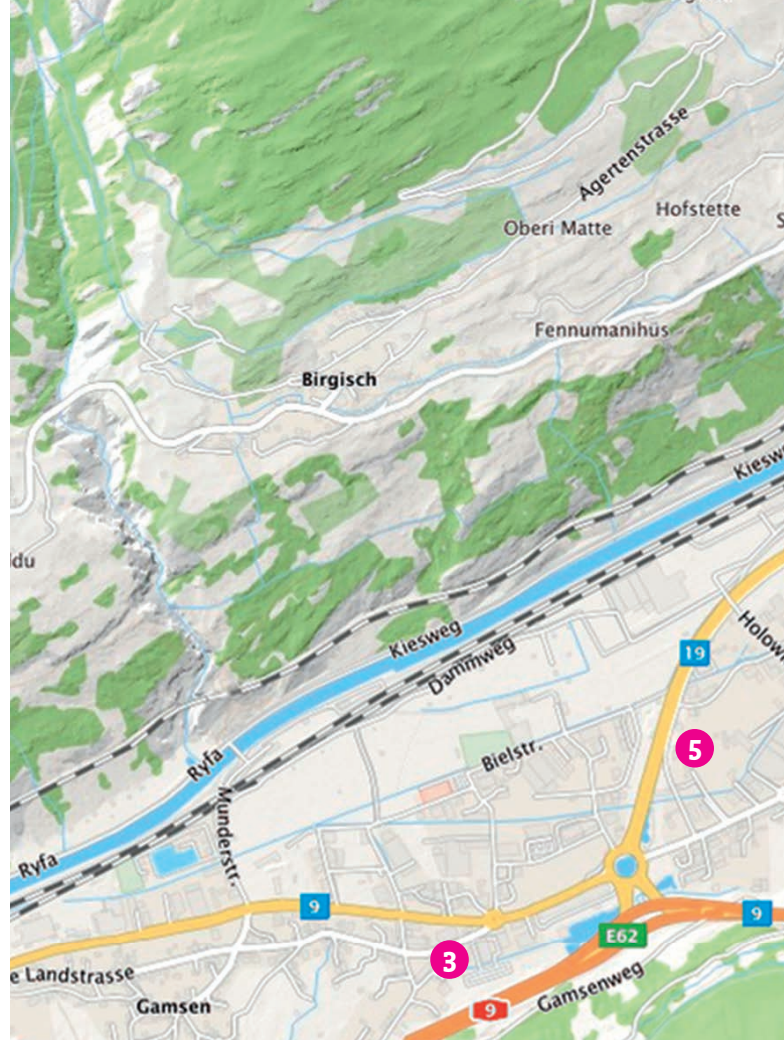 Agertenstrasse
Hofstette
Oberi Matte
S
Fennumanihus
Birgisch
Kiesw
du
Kiesweg
Dammweg
19
Holow
5
Bielstr.
Ryfa
Munderstr.
Ryfa
9
9
E62
3
e Landstrasse
Gamsenweg
Gamsen
9